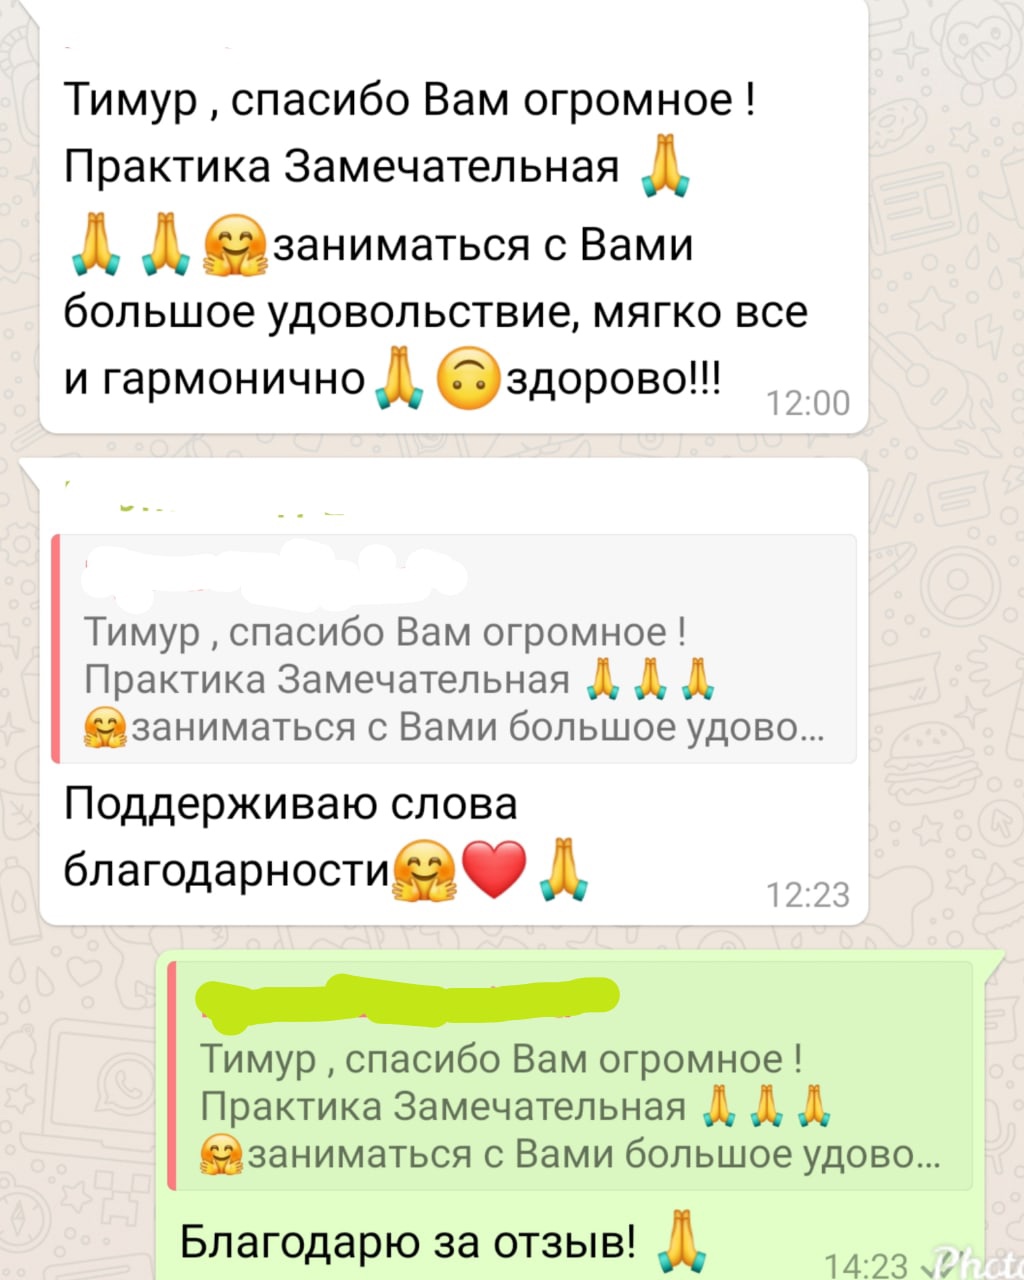 Тимур , спасибо Вам огромное !
Практика Замечательная 🙏
🙏🙏🤗заниматься с Вами
большое удовольствие, мягко все
и гармонично🙏🙃здорово!!!
12:00
Тимур , спасибо Вам огромное !
Практика Замечательная 🙏🙏🙏
🤗заниматься с Вами большое удово...
Поддерживаю слова
благодарности🤗❤️🙏
12:23
Тимур , спасибо Вам огромное !
Практика Замечательная 🙏🙏🙏
🤗заниматься с Вами большое удово...
Благодарю за отзыв! 🙏
14:23